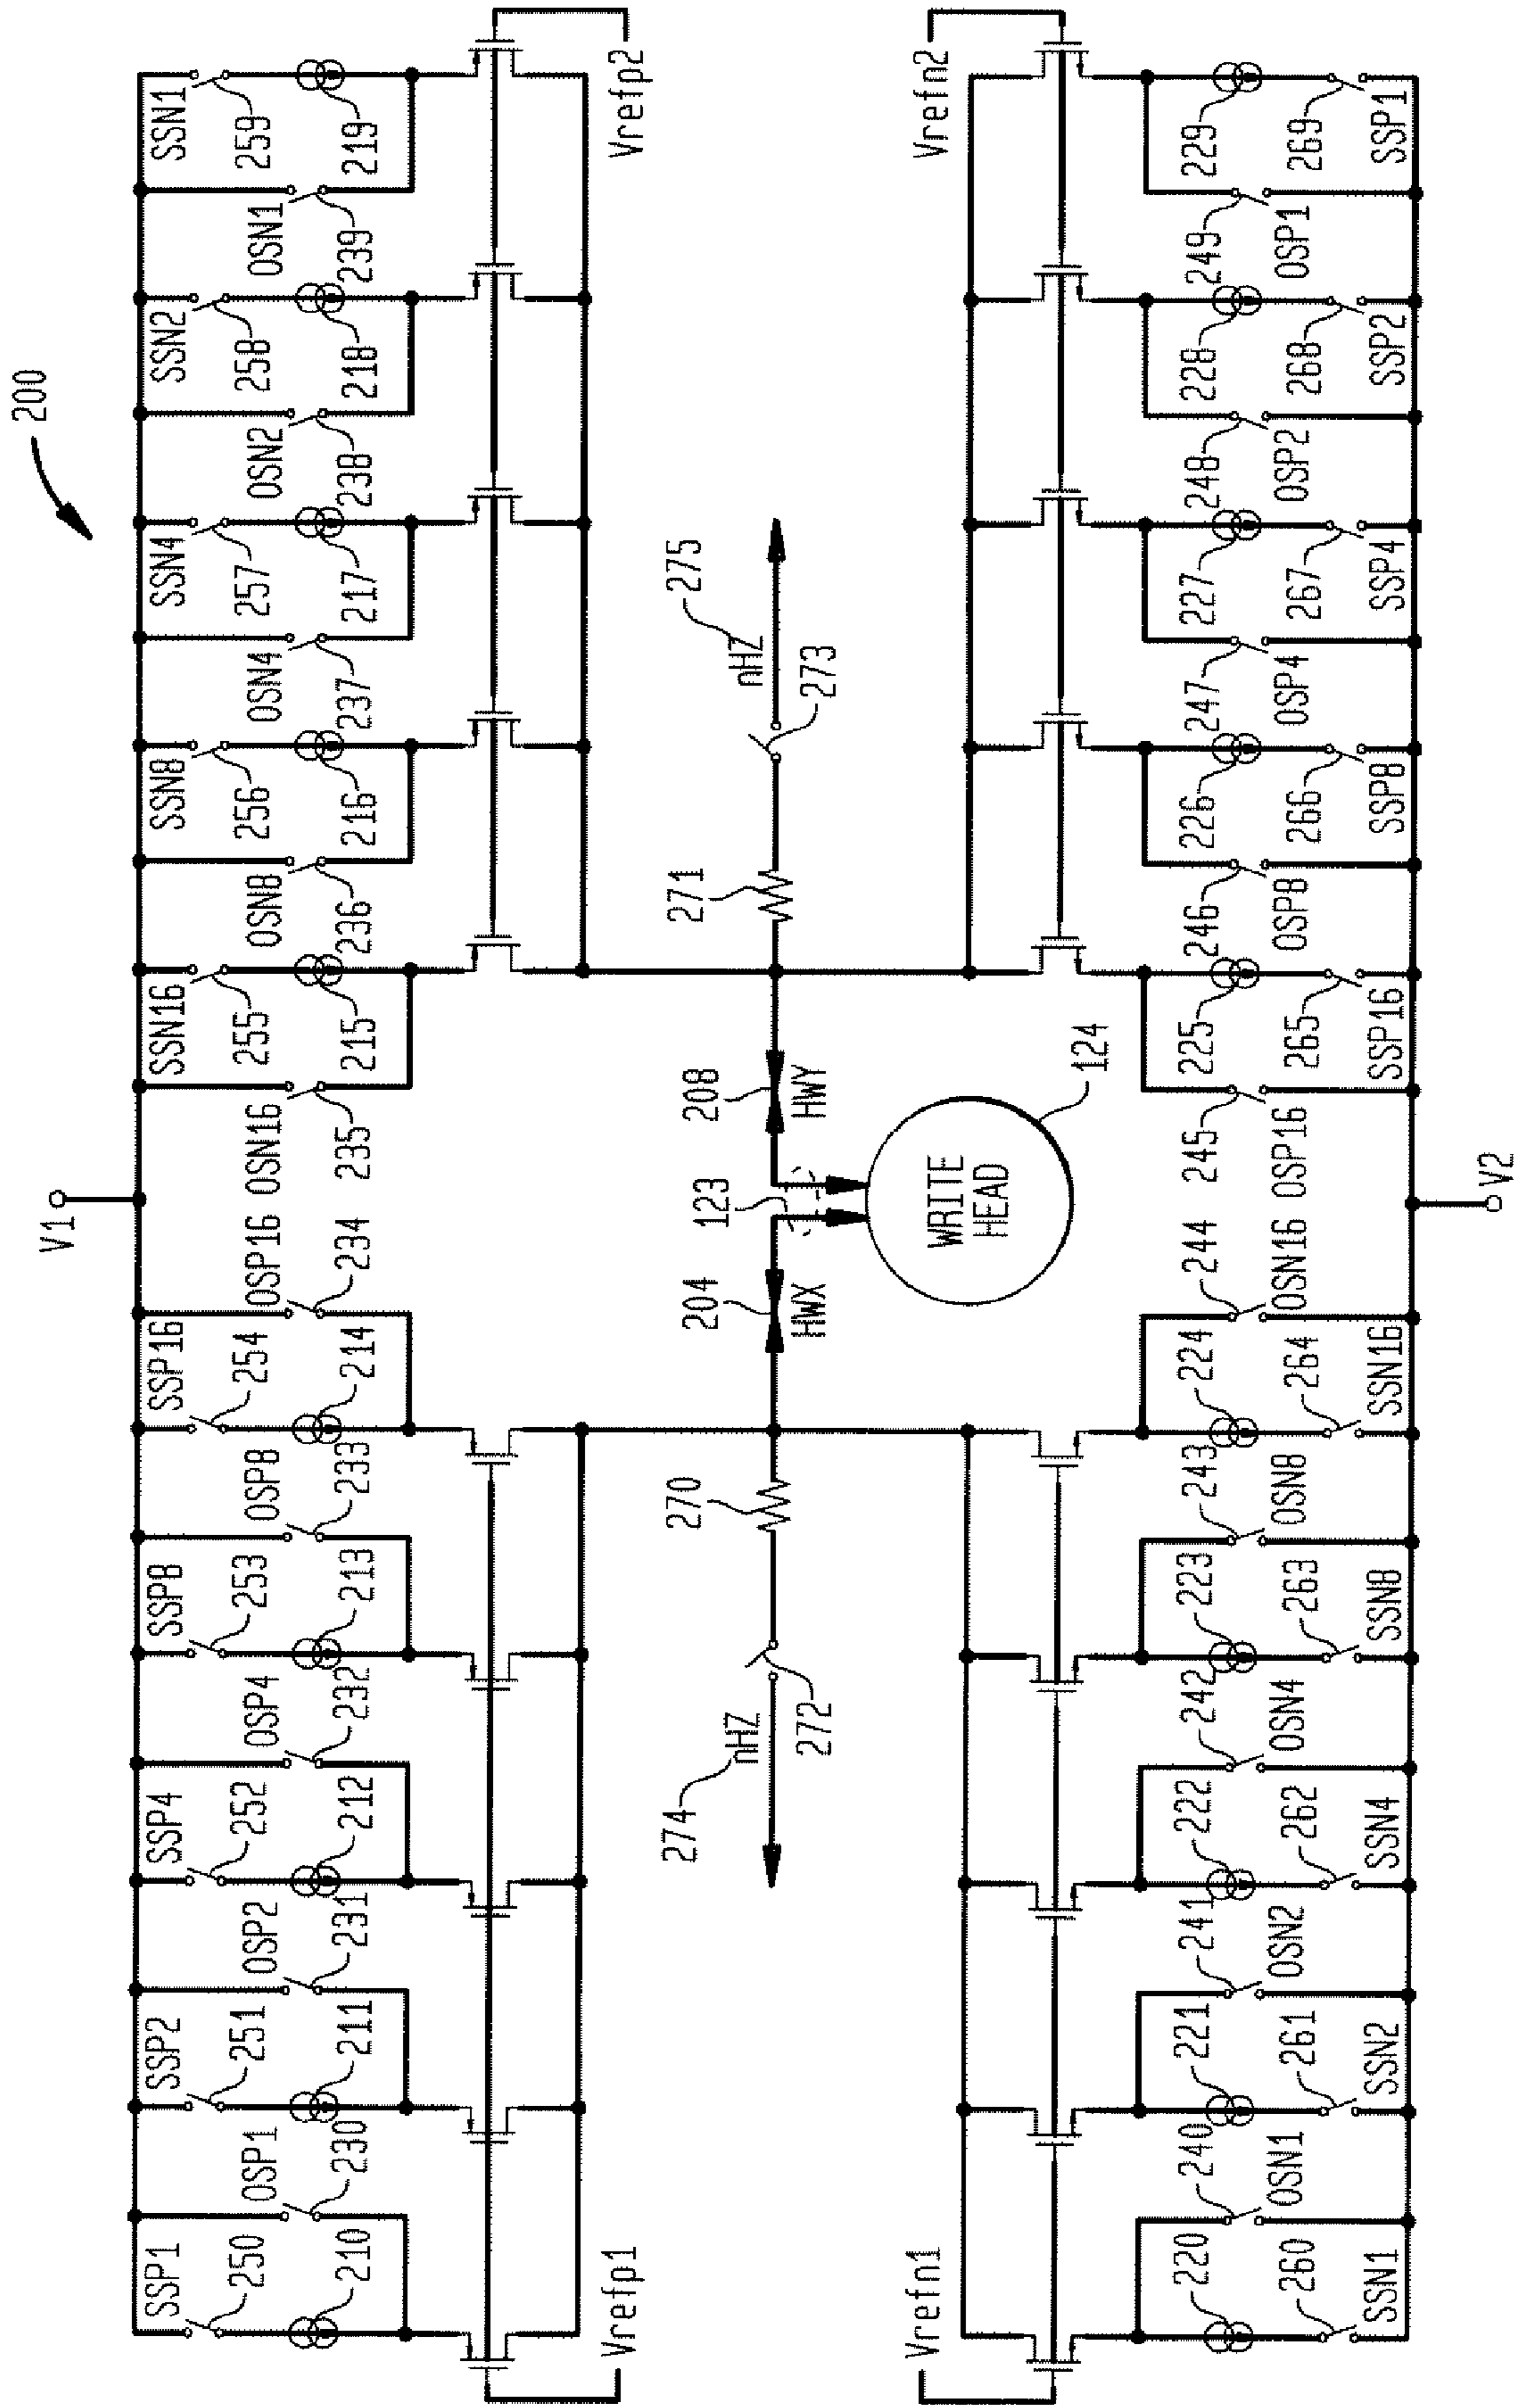 200
V1
SSP1 SSP2 SSP4 SSP8 SSP16 SSN16 SSN8 SSN4 SSN2 SSN1
250 OSP1 251 OSP2 252 OSP4 253 OSP8 254 OSP16 OSN16 255 OSN8 256 OSN4 257 OSN2 258 OSN1 259
210 230 211 231 212 232 213 233 214 234 235 215 236 216 237 217 238 218 239 219
Vrefp1 Vrefp2
274 270 204 123 208 271 275
nHZ nHZ
272 HWX HWY 273
WRITE
HEAD
124
Vrefn1 Vrefn2
220 240 221 241 222 242 223 243 224 244 245 225 246 226 247 227 248 228 249 229
260 OSN1 261 OSN2 262 OSN4 263 OSN8 264 OSN16 OSP16 265 OSP8 266 OSP4 267 OSP2 268 OSP1 269
SSN1 SSN2 SSN4 SSN8 SSN16 SSP16 SSP8 SSP4 SSP2 SSP1
V2